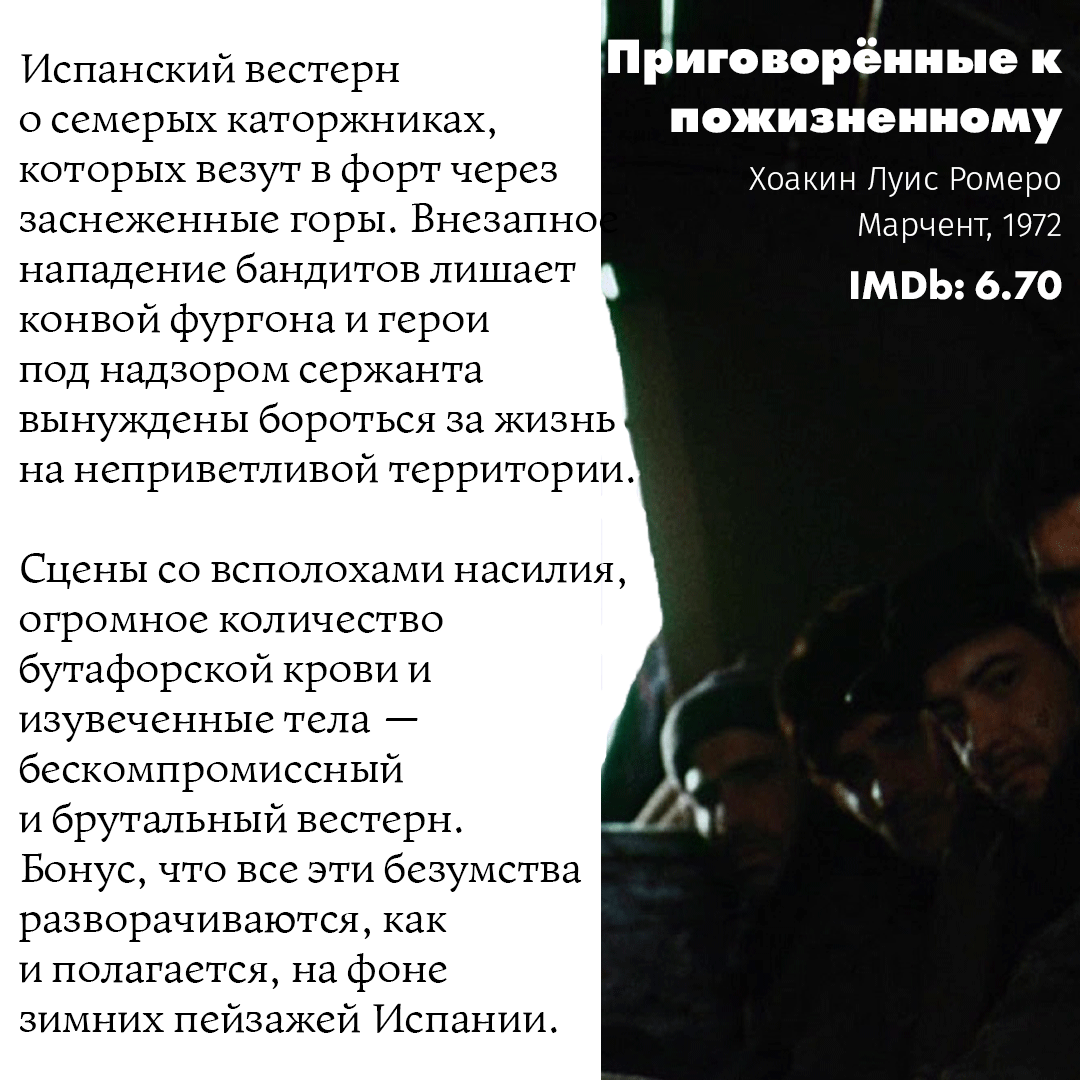 Испанский вестерн
о семерых каторжниках,
которых везут в форт через
заснеженные горы. Внезапное
нападение бандитов лишает
конвой фургона и герои
под надзором сержанта
вынуждены бороться за жизнь
на неприветливой территории.
Сцены со всполохами насилия,
огромное количество
бутафорской крови и
изувеченные тела —
бескомпромиссный
и брутальный вестерн.
Бонус, что все эти безумства
разворачиваются, как
и полагается, на фоне
зимних пейзажей Испании.
Приговорённые к
пожизненному
Хоакин Луис Ромеро
Марчент, 1972
IMDb: 6.70